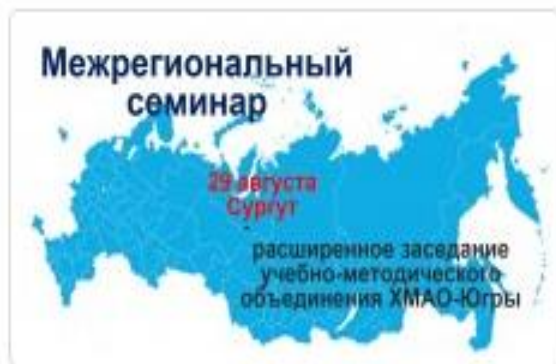 Межрегиональный
семинар
29 августа
Сургут
расширенное заседание
учебно-методического
объединения ХМАО-Югры